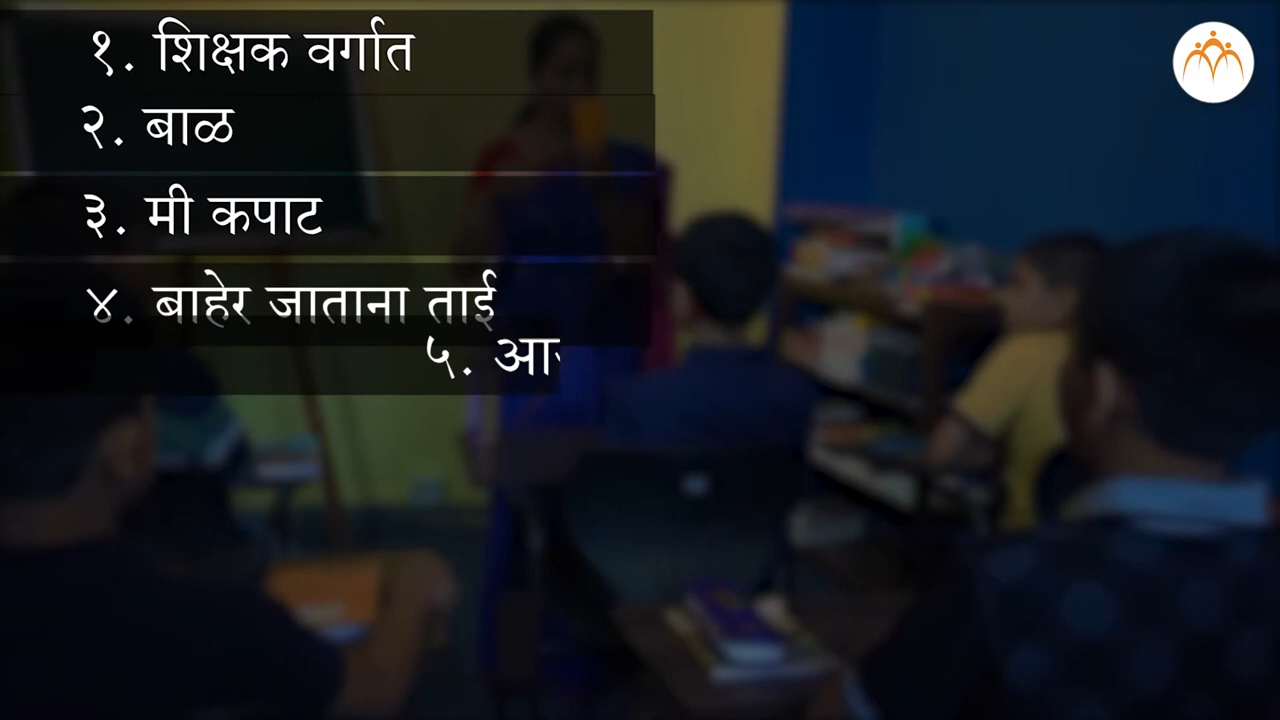 १. शिक्षक वर्गात
२. बाळ
३. मी कपाट
४. बाहेर जाताना ताई
५.